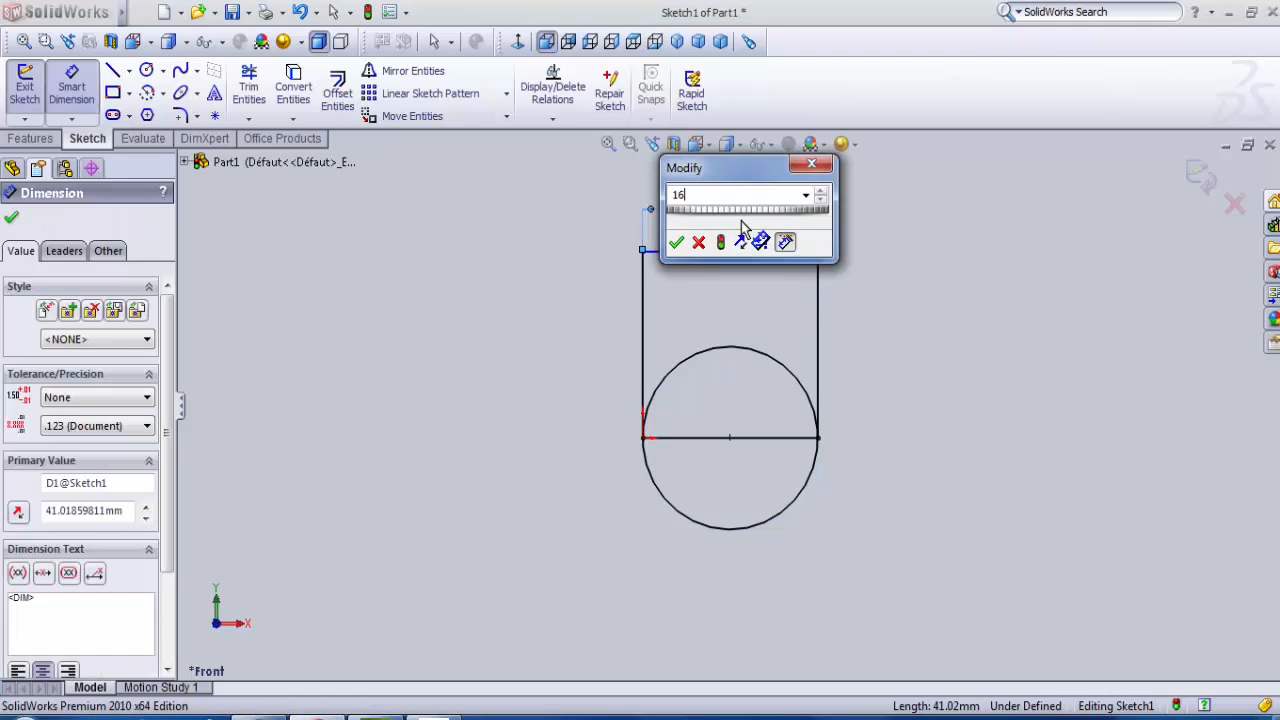 SolidWorks
Sketch1 of Part1 *
SolidWorks Search
Exit Sketch
Smart Dimension
Trim Entities
Convert Entities
Offset Entities
Mirror Entities
Linear Sketch Pattern
Move Entities
Display/Delete Relations
Repair Sketch
Quick Snaps
Rapid Sketch
Features
Sketch
Evaluate
DimXpert
Office Products
Part1 (Défaut<<Défaut>_E...
Dimension
?
Modify
16
Value
Leaders
Other
Style
<NONE>
Tolerance/Precision
None
.123 (Document)
Primary Value
D1@Sketch1
41.01859811mm
Dimension Text
<DIM>
Y
X
*Front
Model
Motion Study 1
SolidWorks Premium 2010 x64 Edition
Length: 41.02mm
Under Defined
Editing Sketch1